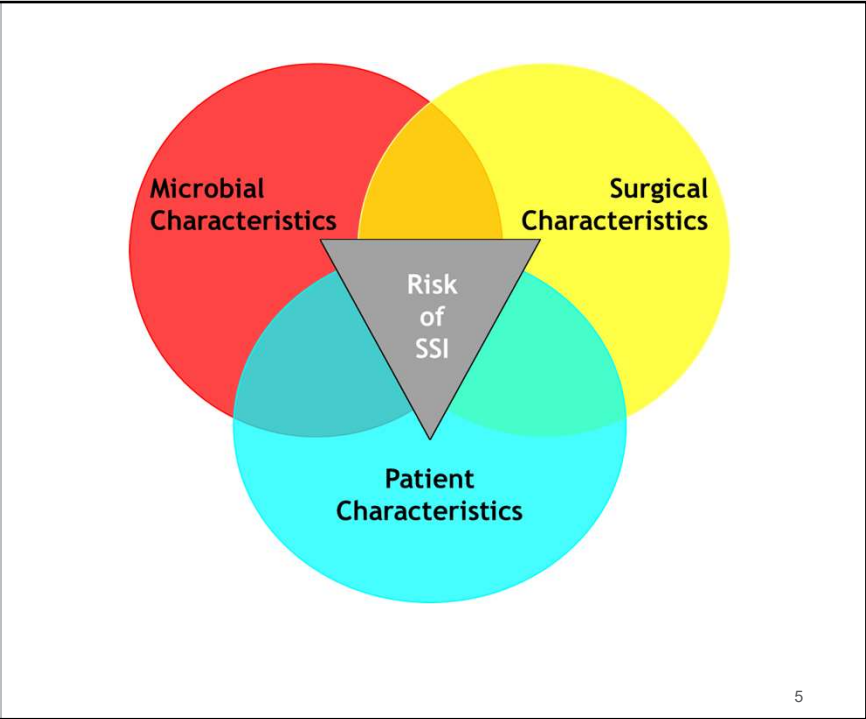 Microbial
Characteristics
Surgical
Characteristics
Risk
of
SSI
Patient
Characteristics
5